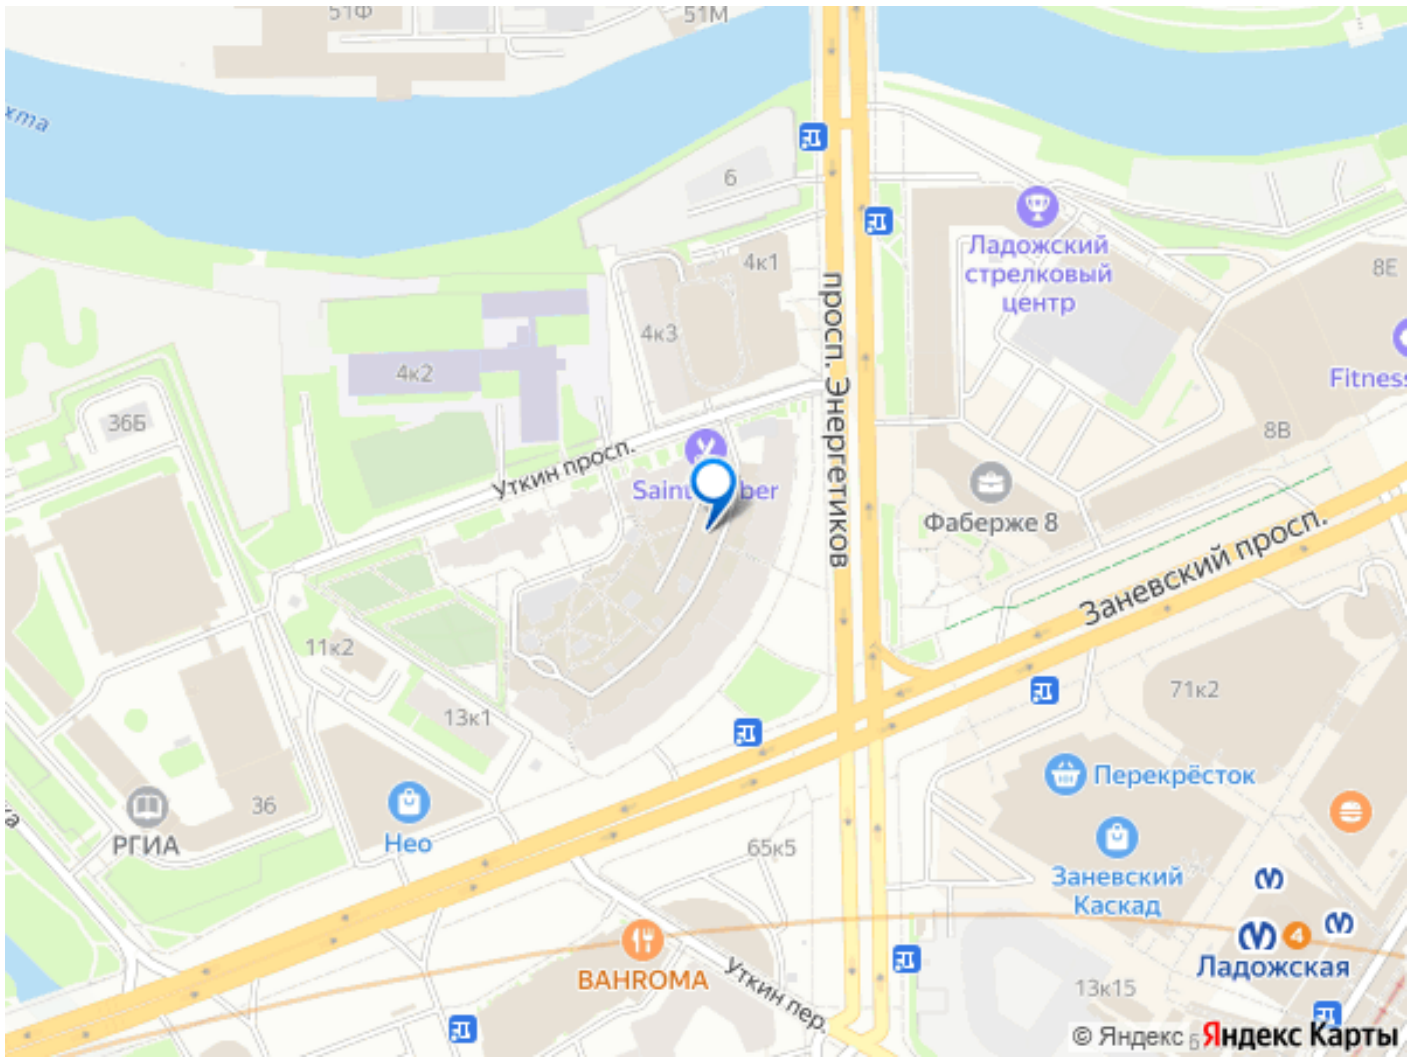 51Ф
51М
хта
6
Ладожский
стрелковый
центр
4к1
8Е
4к3
просп. Энергетиков
4к2
Fitness
36Б
8В
Уткин просп.
Фаберже 8
Заневский просп.
11к2
71к2
13к1
Перекрёсток
36
Нео
РГИА
65к5
Заневский
Каскад
4
Ладожская
BAHROMA
Уткин пер.
13к15
© Яндекс
Яндекс Карты